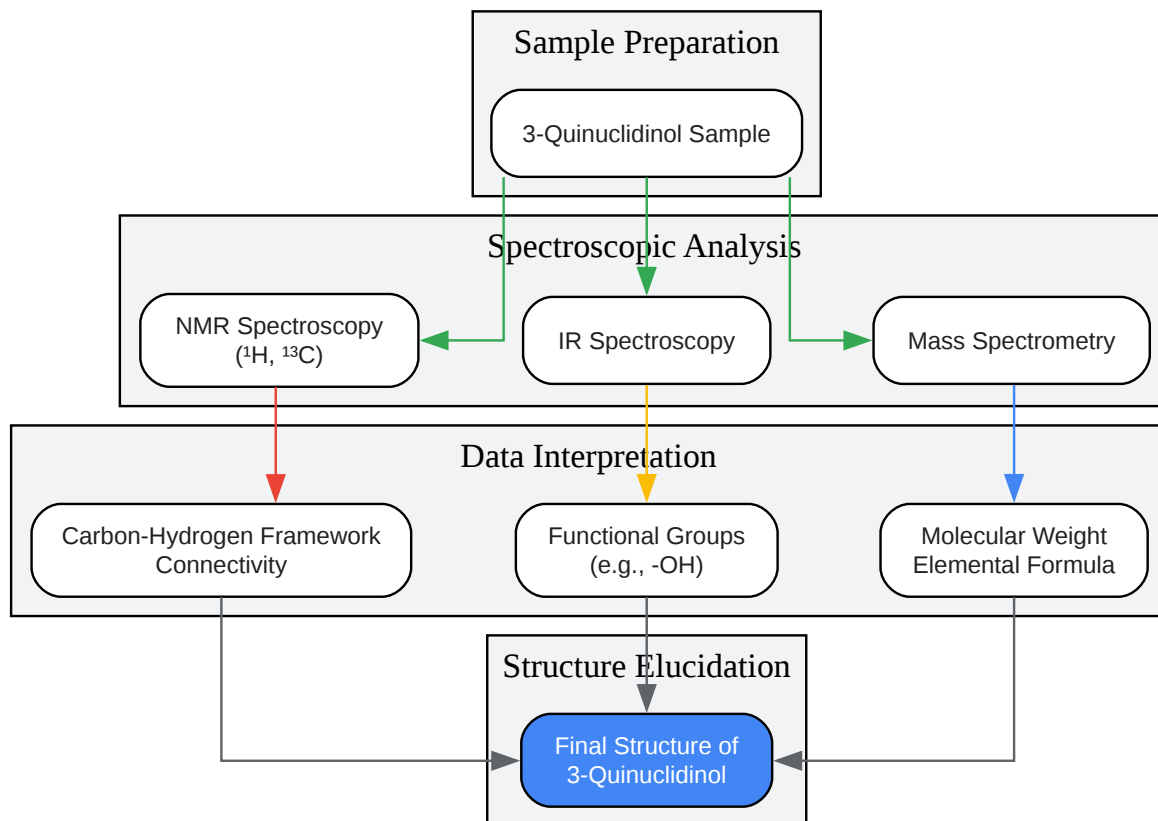 Sample Preparation
3-Quinuclidinol Sample
Spectroscopic Analysis
NMR Spectroscopy
(¹H, ¹³C)
IR Spectroscopy
Mass Spectrometry
Data Interpretation
Carbon-Hydrogen Framework
Connectivity
Functional Groups
(e.g., -OH)
Molecular Weight
Elemental Formula
Structure Elucidation
Final Structure of
3-Quinuclidinol